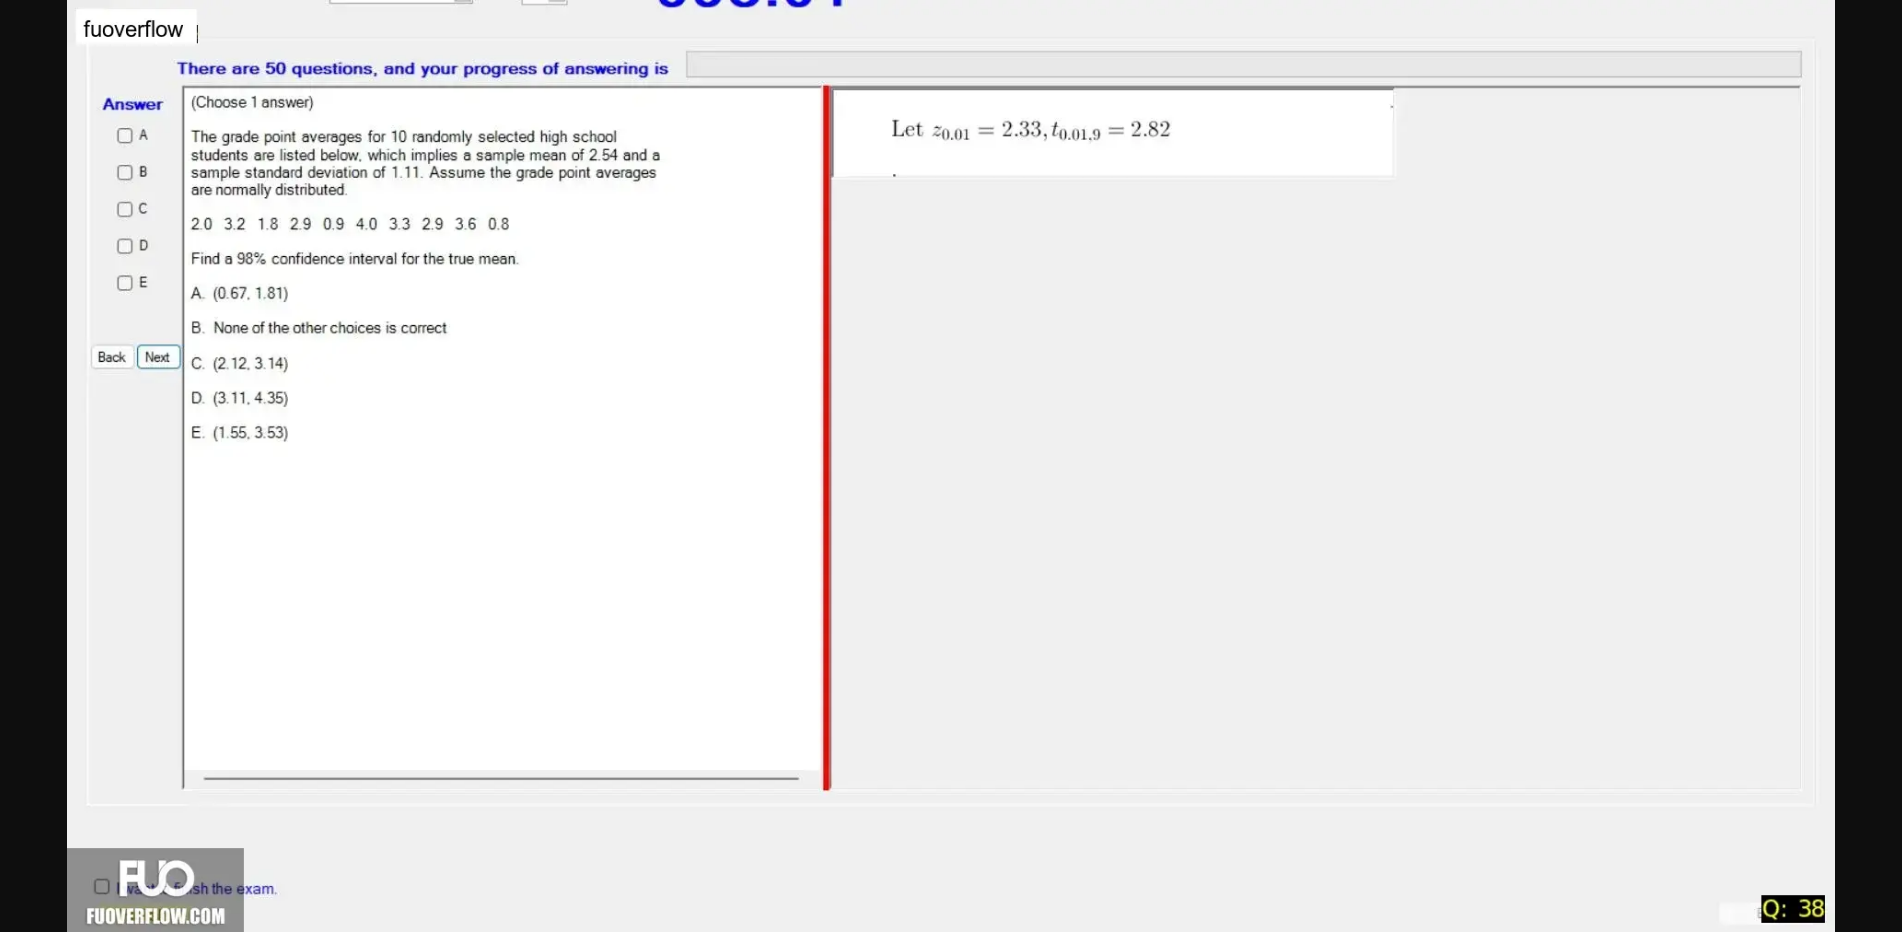 fuoverflow
There are 50 questions, and your progress of answering is
Answer
A
B
C
D
E
Back Next
(Choose 1 answer)
The grade point averages for 10 randomly selected high school
students are listed below, which implies a sample mean of 2.54 and a
sample standard deviation of 1.11. Assume the grade point averages
are normally distributed.
2.0 3.2 1.8 2.9 0.9 4.0 3.3 2.9 3.6 0.8
Find a 98% confidence interval for the true mean.
A. (0.67, 1.81)
B. None of the other choices is correct
C. (2.12, 3.14)
D. (3.11, 4.35)
E. (1.55, 3.53)
Let z0.01 = 2.33, t0.01,9 = 2.82
FUO
the exam.
FUOVERFLOW.COM
Q: 38